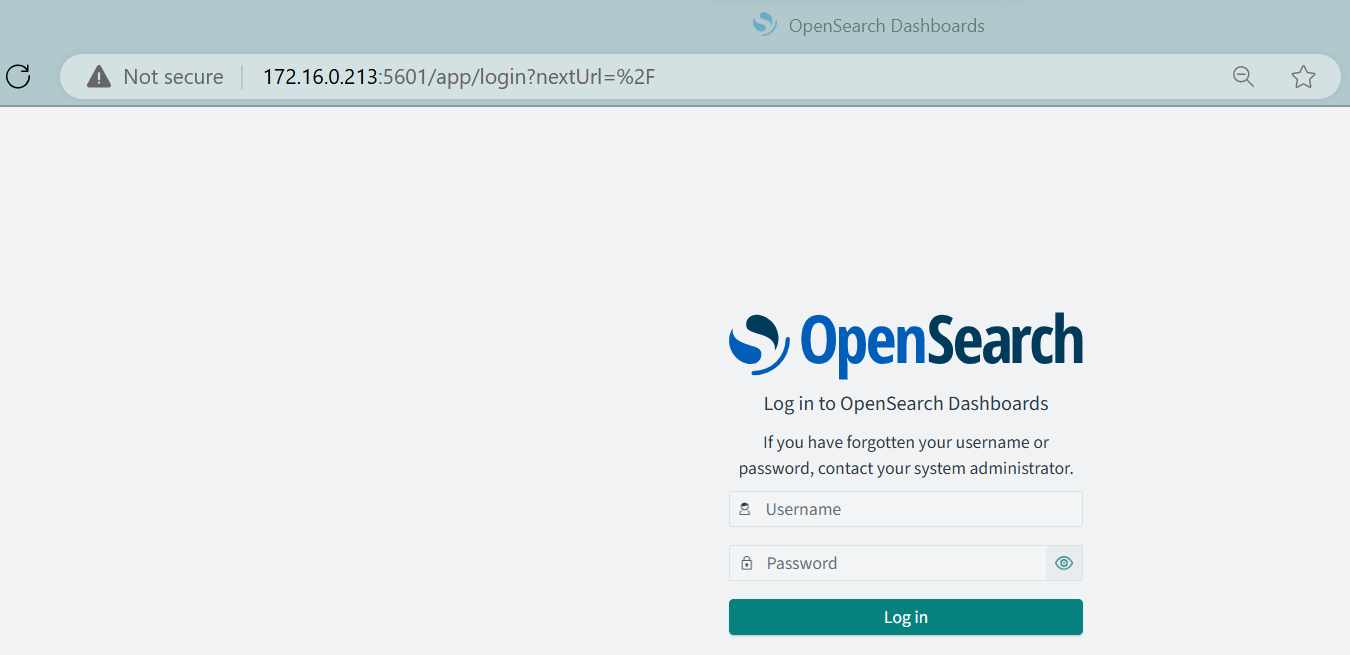 OpenSearch Dashboards
Not secure
172.16.0.213:5601/app/login?nextUrl=%2F
OpenSearch
Log in to OpenSearch Dashboards
If you have forgotten your username or
password, contact your system administrator.
Username
Password
Log in